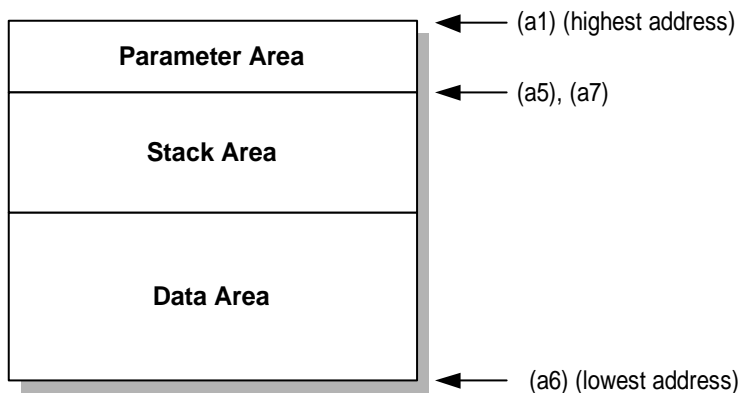 (a1) (highest address)
Parameter Area
(a5), (a7)
Stack Area
Data Area
(a6) (lowest address)